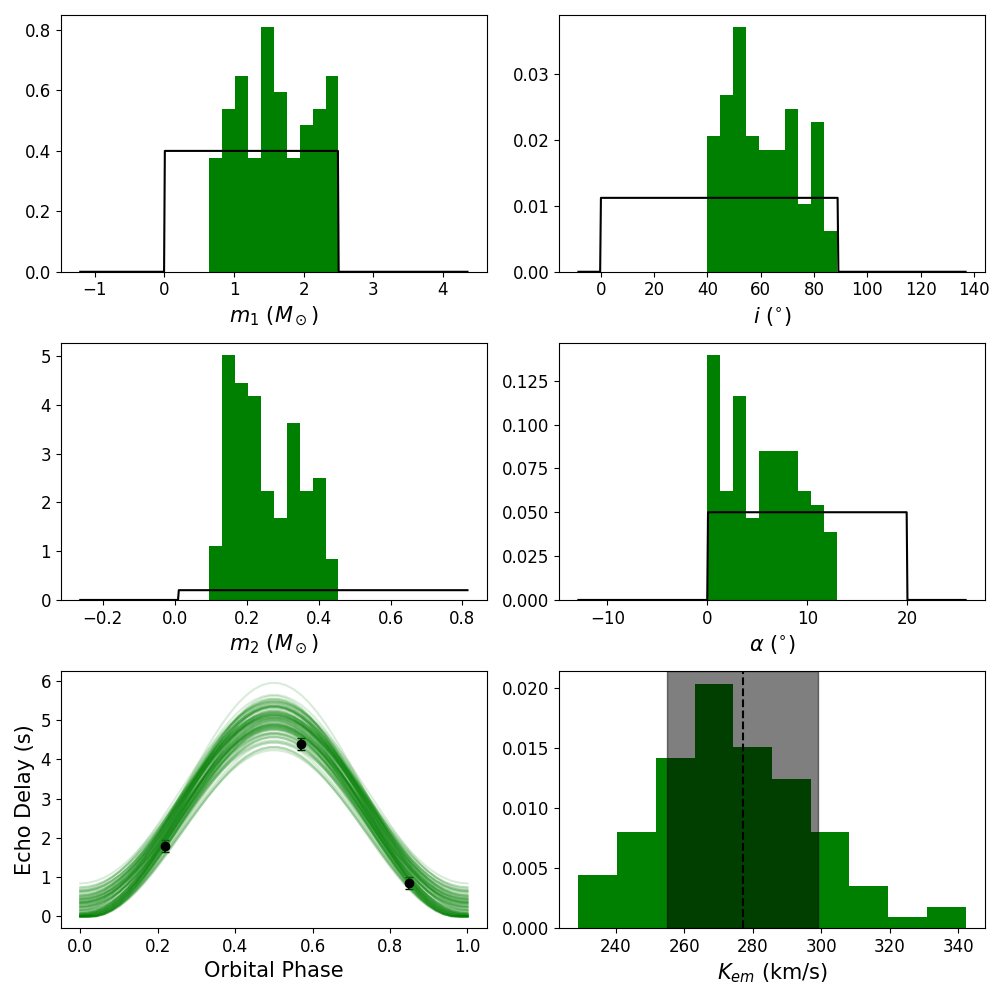 0.8
0.6
0.4
0.2
0.0
−1 0 1 2 3 4
m₁ (M⊙)
0.03
0.02
0.01
0.00
0 20 40 60 80 100 120 140
i (°)
5
4
3
2
1
0
−0.2 0.0 0.2 0.4 0.6 0.8
m₂ (M⊙)
0.125
0.100
0.075
0.050
0.025
0.000
−10 0 10 20
α (°)
Echo Delay (s)
6
5
4
3
2
1
0
0.0 0.2 0.4 0.6 0.8 1.0
Orbital Phase
0.020
0.015
0.010
0.005
0.000
240 260 280 300 320 340
K_em (km/s)